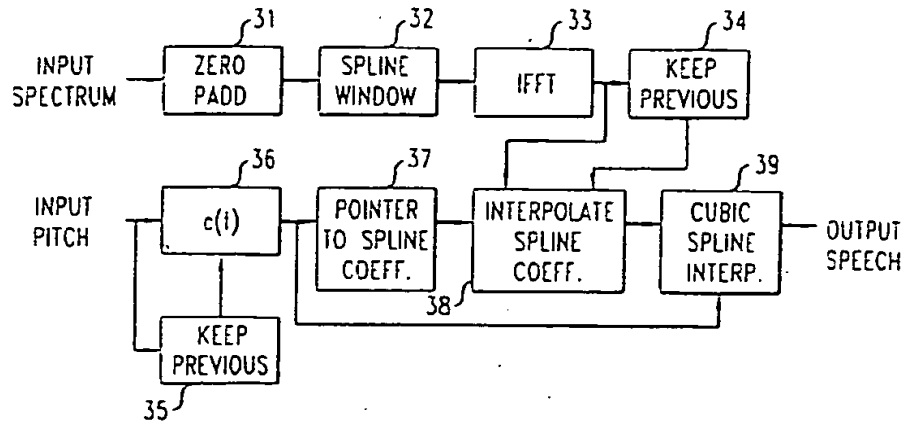 31
32
33
34
INPUT
SPECTRUM
ZERO
PADD
SPLINE
WINDOW
IFFT
KEEP
PREVIOUS
36
37
39
INPUT
PITCH
c(i)
POINTER
TO SPLINE
COEFF.
INTERPOLATE
SPLINE
COEFF.
CUBIC
SPLINE
INTERP.
OUTPUT
SPEECH
38
KEEP
PREVIOUS
35